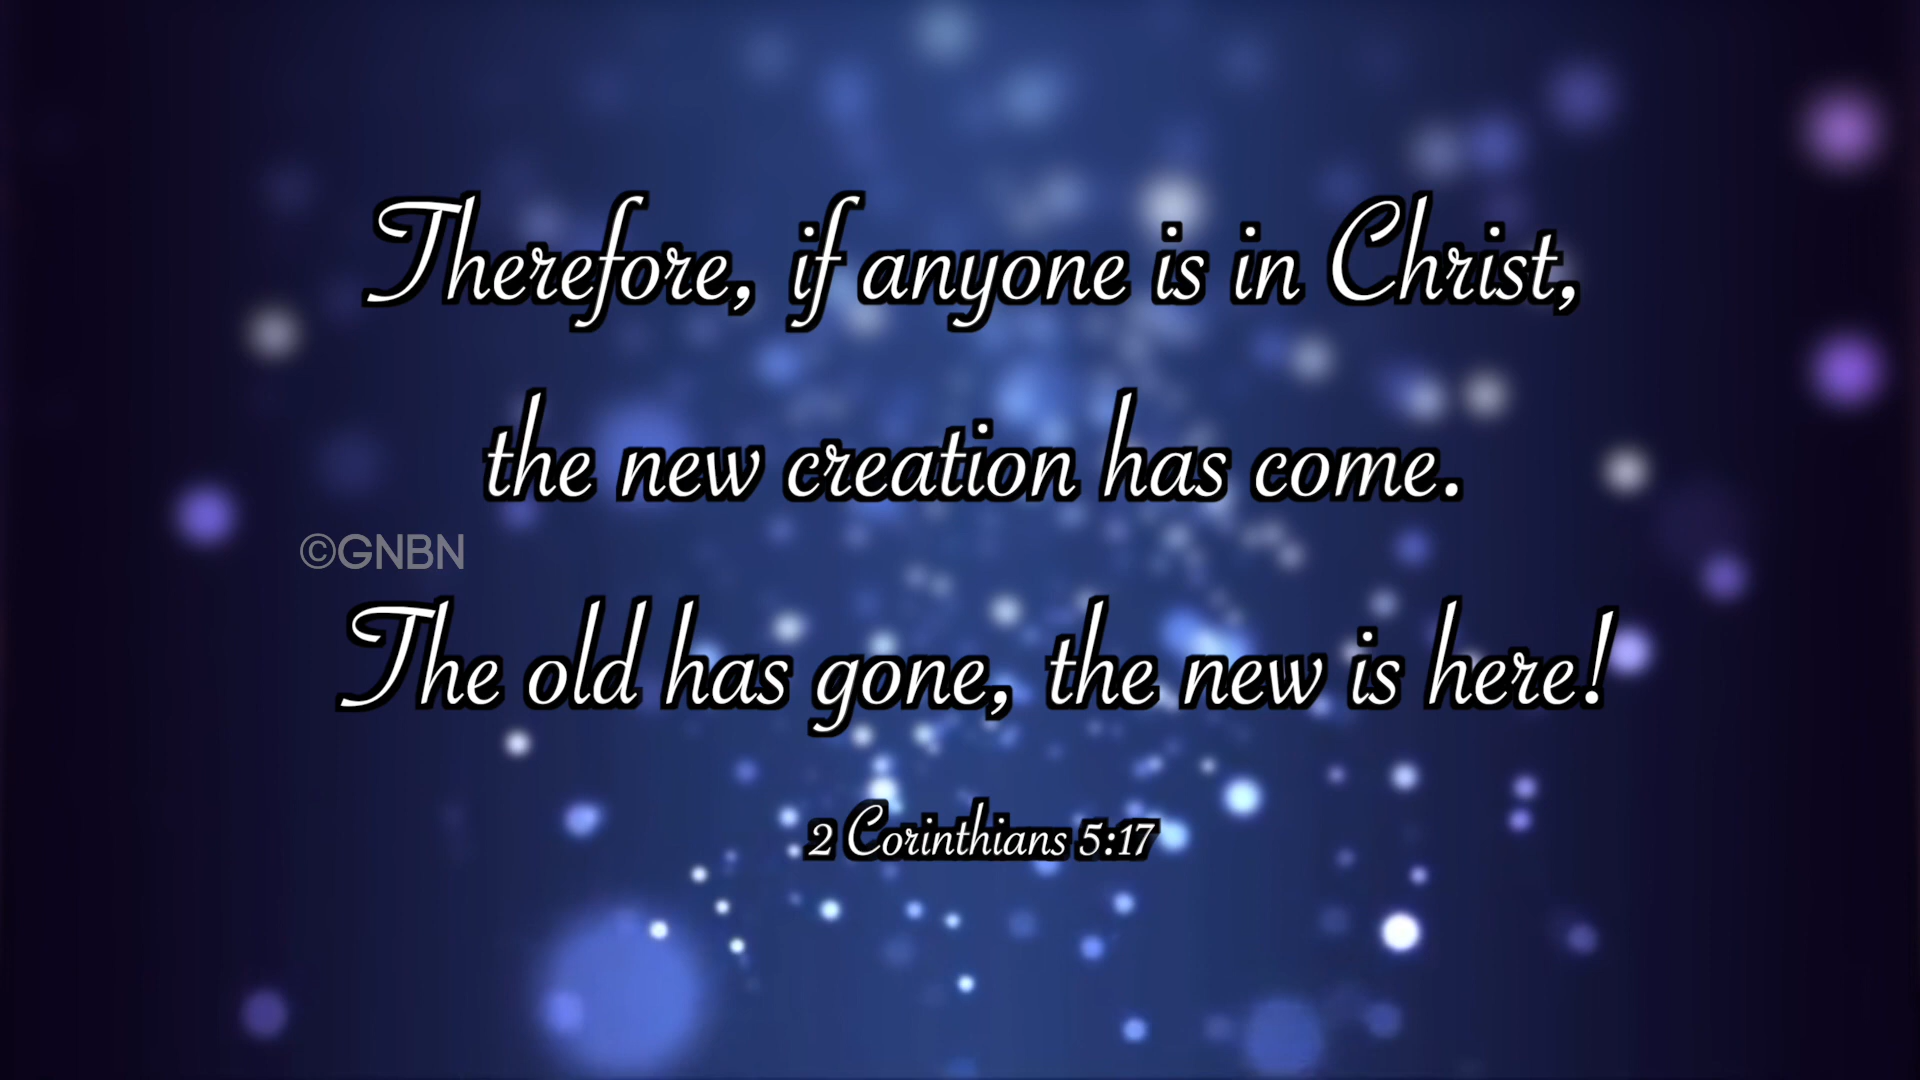 Therefore, if anyone is in Christ,
the new creation has come.
©GNBN
The old has gone, the new is here!
2 Corinthians 5:17